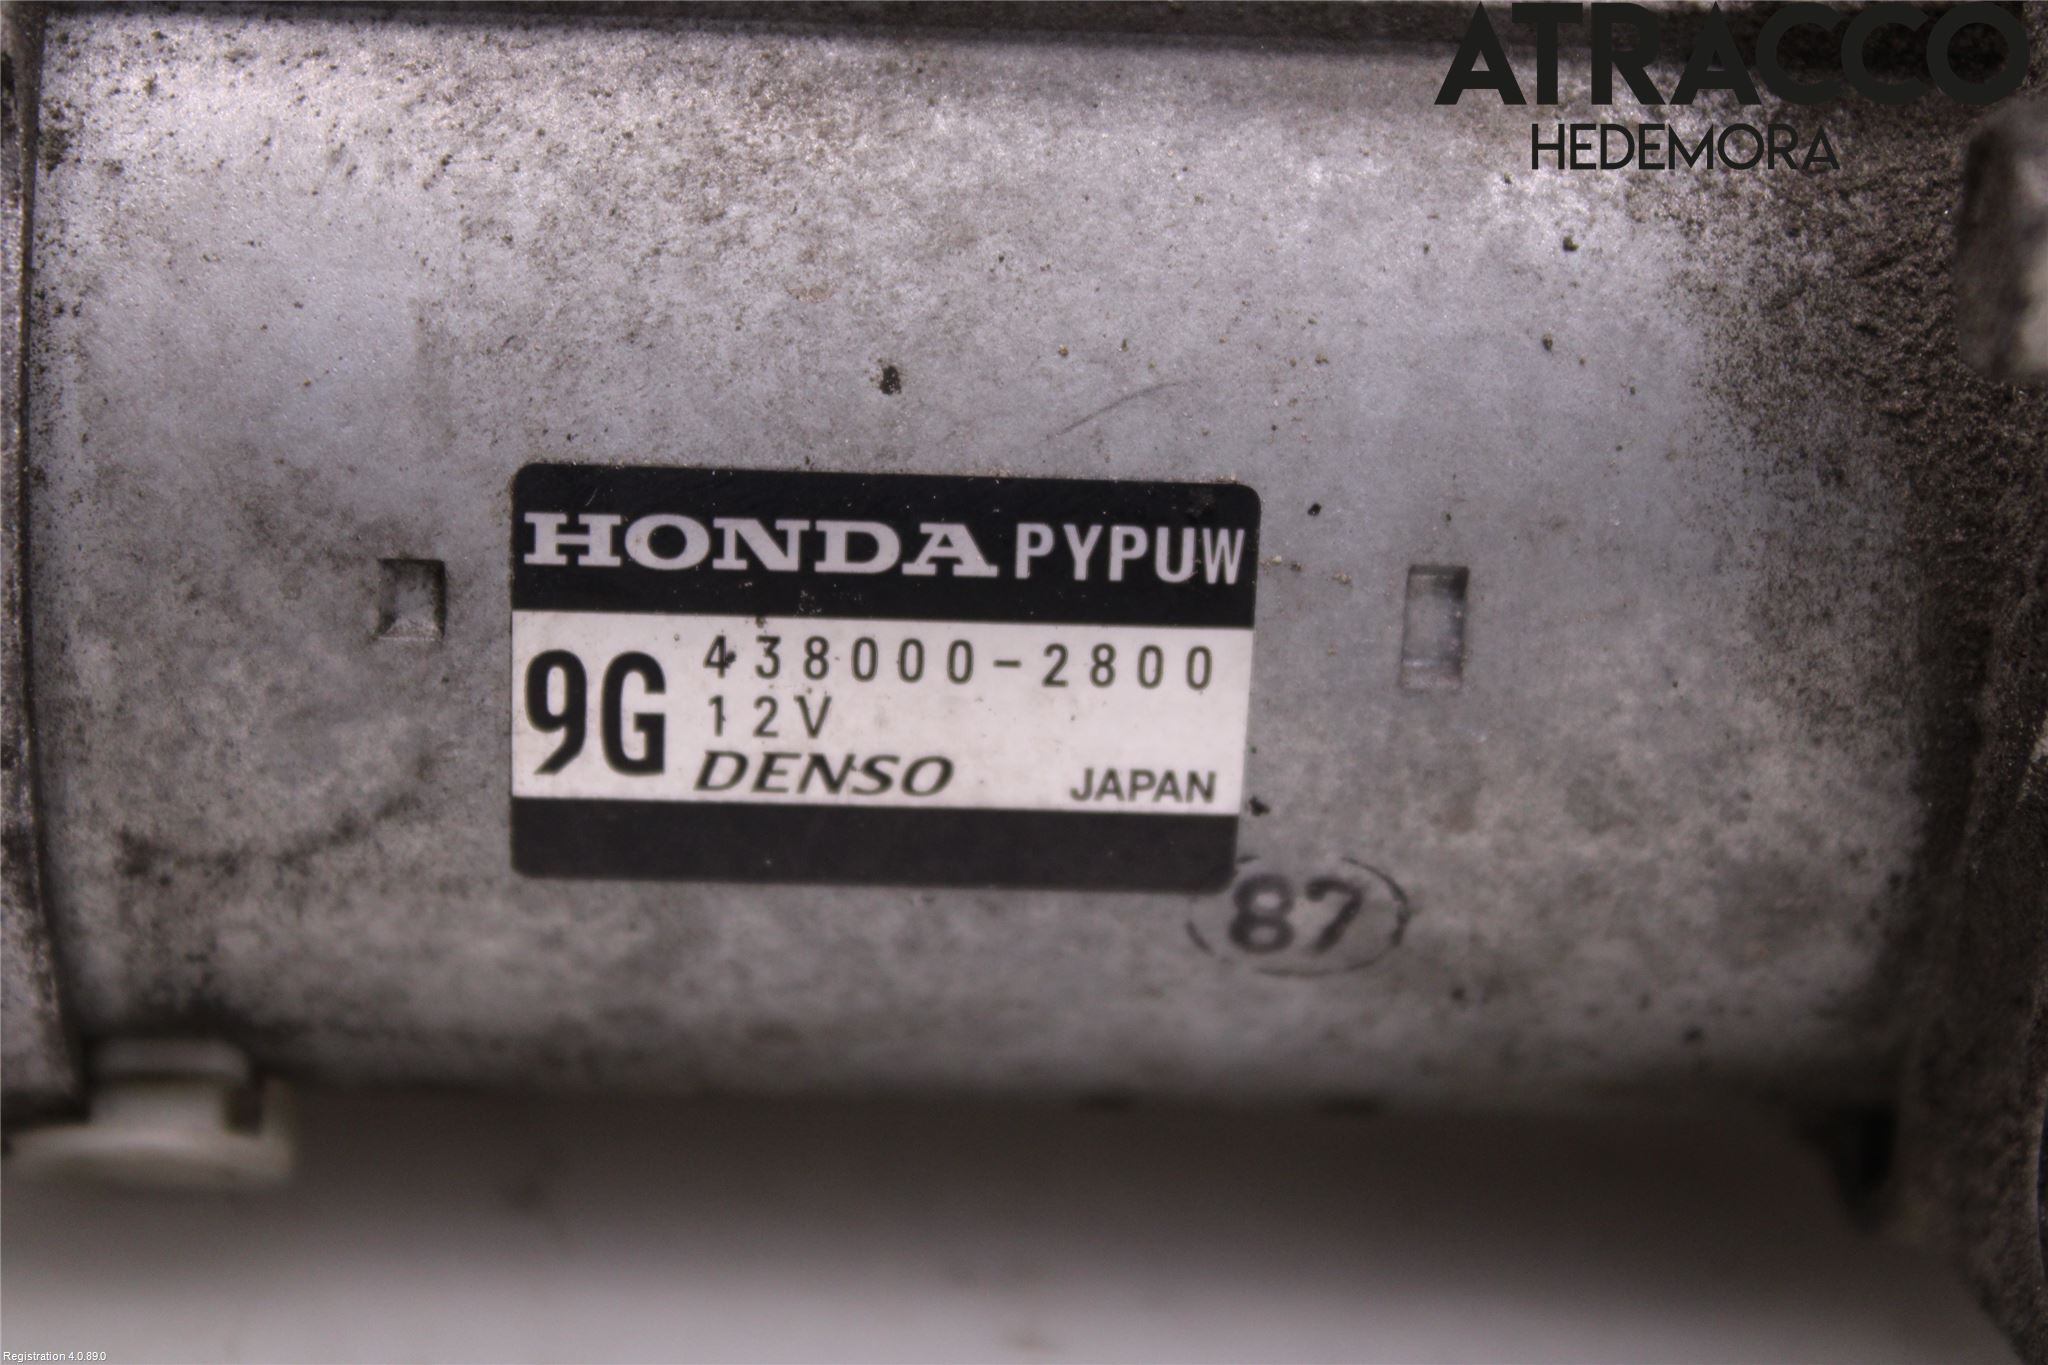 ATRACCO
HEDEMORA
HONDA PYPUW
9G
438000-2800
12V
DENSO JAPAN
87
Registration 4.0.89.0